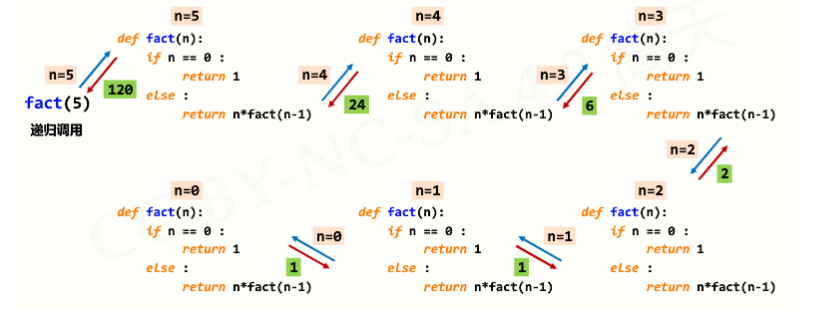 fact(5)
递归调用
n=5
120
n=5
def fact(n):
if n == 0 :
return 1
else :
return n*fact(n-1)
n=4
24
n=4
def fact(n):
if n == 0 :
return 1
else :
return n*fact(n-1)
n=3
6
n=3
def fact(n):
if n == 0 :
return 1
else :
return n*fact(n-1)
n=2
2
n=2
def fact(n):
if n == 0 :
return 1
else :
return n*fact(n-1)
n=1
1
n=1
def fact(n):
if n == 0 :
return 1
else :
return n*fact(n-1)
n=0
1
n=0
def fact(n):
if n == 0 :
return 1
else :
return n*fact(n-1)
CC BY-NC-SA